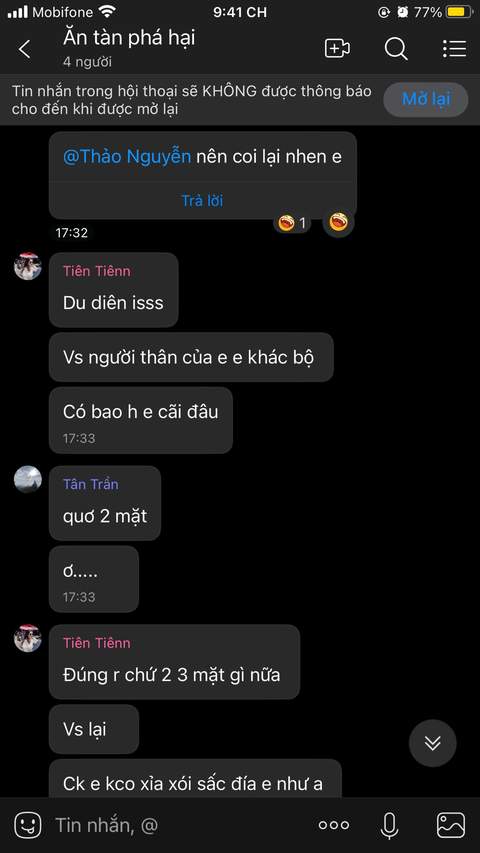 Mobifone
9:41 CH
77%
Ăn tàn phá hại
4 người
Tin nhắn trong hội thoại sẽ KHÔNG được thông báo
cho đến khi được mở lại
Mở lại
@Thảo Nguyễn nên coi lại nhen e
Trả lời
1
17:32
Tiên Tiênn
Du diên isss
Vs người thân của e e khác bộ
Có bao h e cãi đâu
17:33
Tân Trần
quơ 2 mặt
ơ.....
17:33
Tiên Tiênn
Đúng r chứ 2 3 mặt gì nữa
Vs lại
Ck e kco xỉa xói sấc đía e như a
Tin nhắn, @